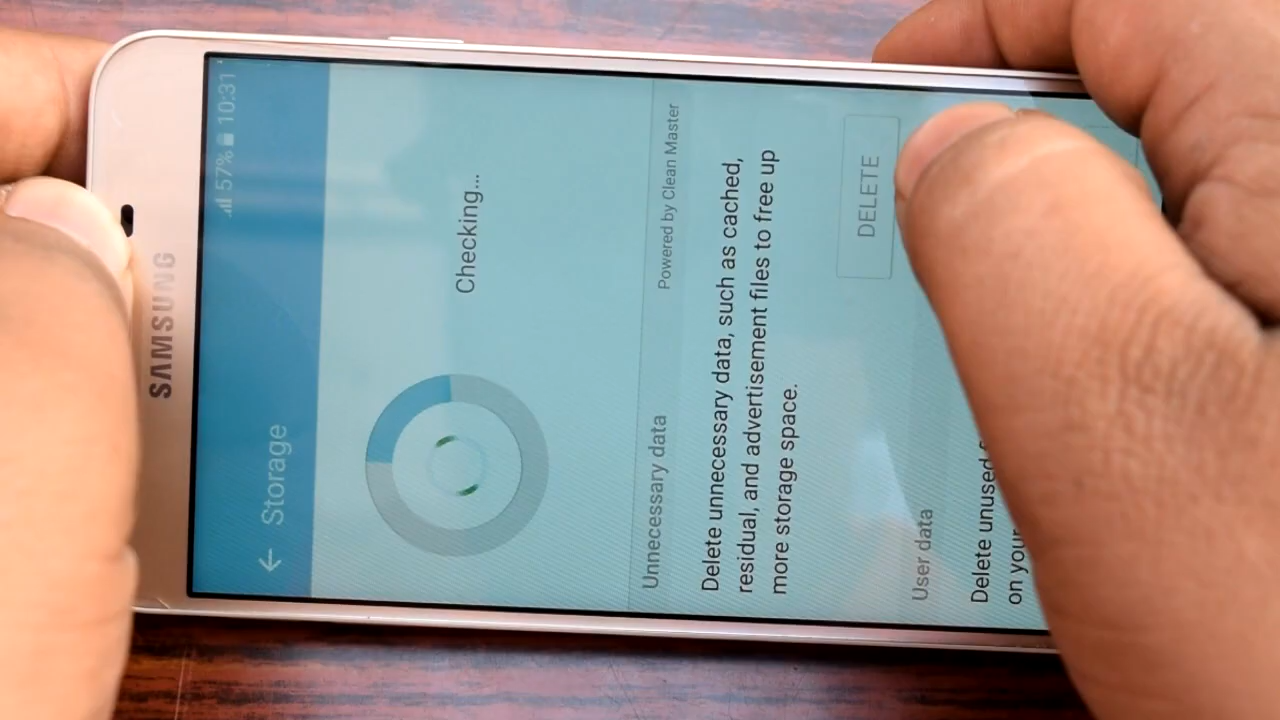 SAMSUNG
57% 10:31
Storage
Checking...
Unnecessary data
Powered by Clean Master
Delete unnecessary data, such as cached,
residual, and advertisement files to free up
more storage space.
DELETE
User data
Delete unused
on your